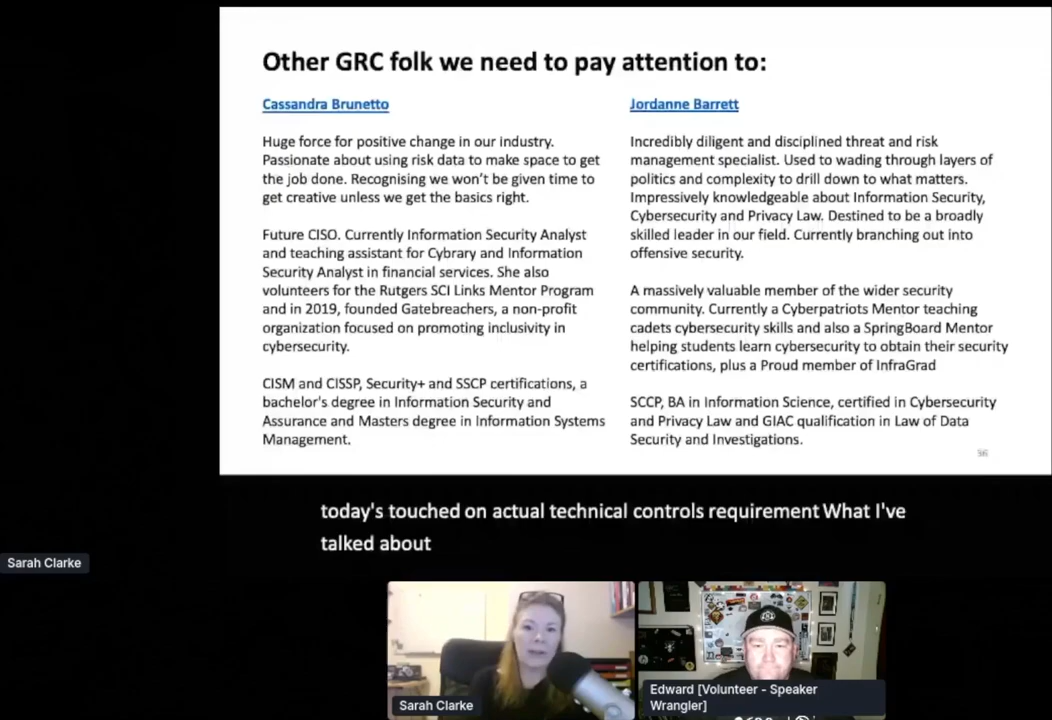 Other GRC folk we need to pay attention to:
Cassandra Brunetto
Huge force for positive change in our industry.
Passionate about using risk data to make space to get
the job done. Recognising we won't be given time to
get creative unless we get the basics right.
Future CISO. Currently Information Security Analyst
and teaching assistant for Cybrary and Information
Security Analyst in financial services. She also
volunteers for the Rutgers SCI Links Mentor Program
and in 2019, founded Gatebreachers, a non-profit
organization focused on promoting inclusivity in
cybersecurity.
CISM and CISSP, Security+ and SSCP certifications, a
bachelor's degree in Information Security and
Assurance and Masters degree in Information Systems
Management.
Jordanne Barrett
Incredibly diligent and disciplined threat and risk
management specialist. Used to wading through layers of
politics and complexity to drill down to what matters.
Impressively knowledgeable about Information Security,
Cybersecurity and Privacy Law. Destined to be a broadly
skilled leader in our field. Currently branching out into
offensive security.
A massively valuable member of the wider security
community. Currently a Cyberpatriots Mentor teaching
cadets cybersecurity skills and also a SpringBoard Mentor
helping students learn cybersecurity to obtain their security
certifications, plus a Proud member of InfraGrad
SCCP, BA in Information Science, certified in Cybersecurity
and Privacy Law and GIAC qualification in Law of Data
Security and Investigations.
today's touched on actual technical controls requirement What I've
talked about
Sarah Clarke
Sarah Clarke
Edward [Volunteer - Speaker
Wrangler]